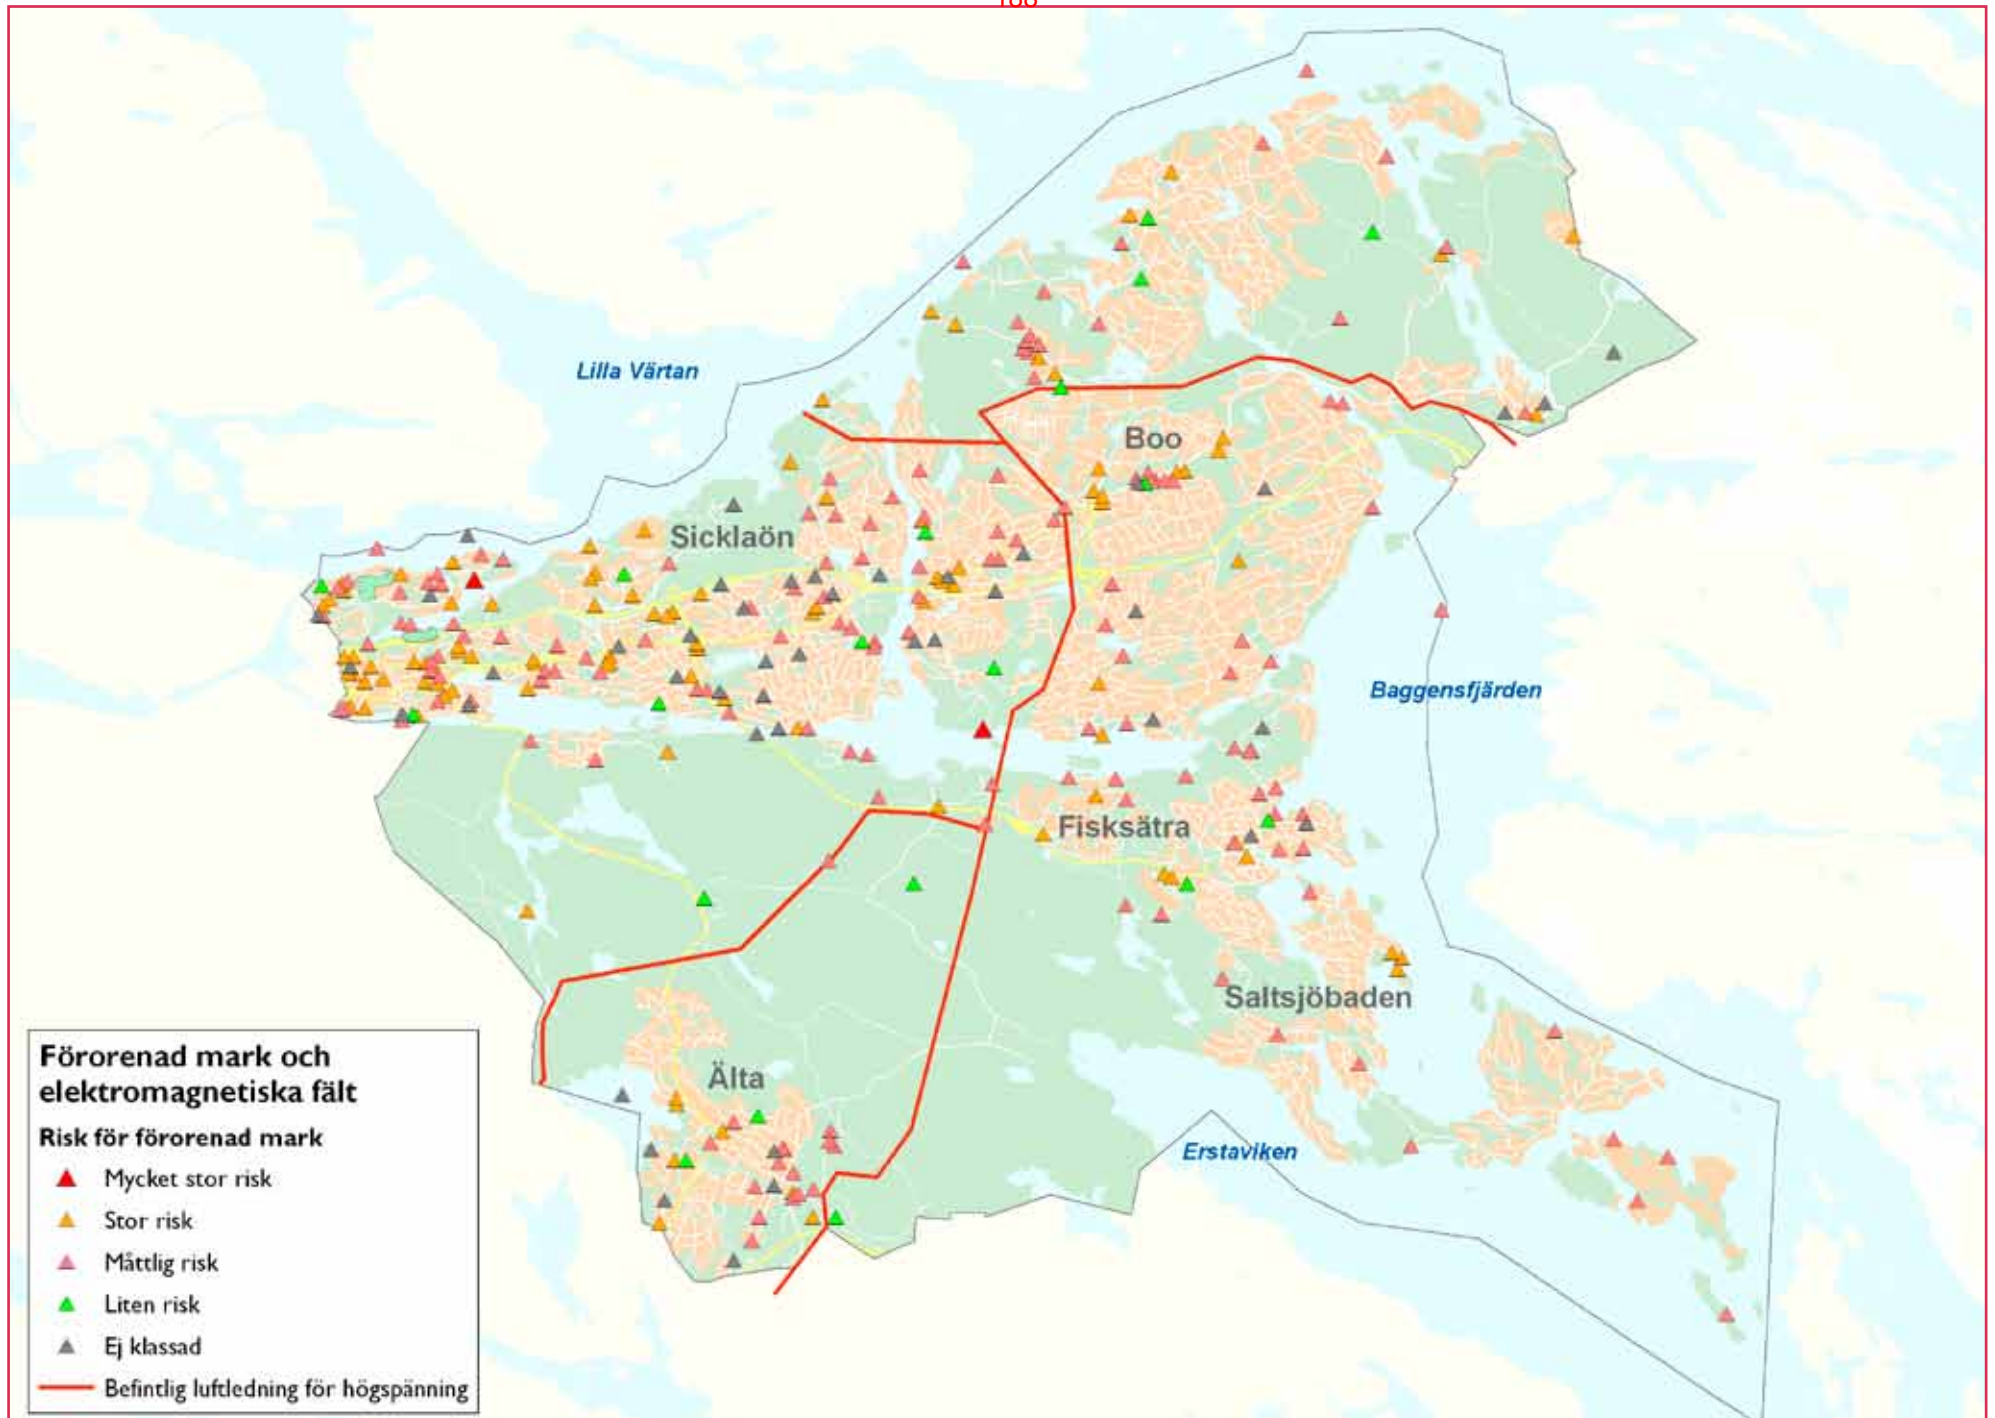 Lilla Värtan
Boo
Sicklaön
Baggensfjärden
Fisksätra
Saltsjöbaden
Älta
Erstaviken
Förorenad mark och
elektromagnetiska fält
Risk för förorenad mark
Mycket stor risk
Stor risk
Måttlig risk
Liten risk
Ej klassad
Befintlig luftledning för högspänning